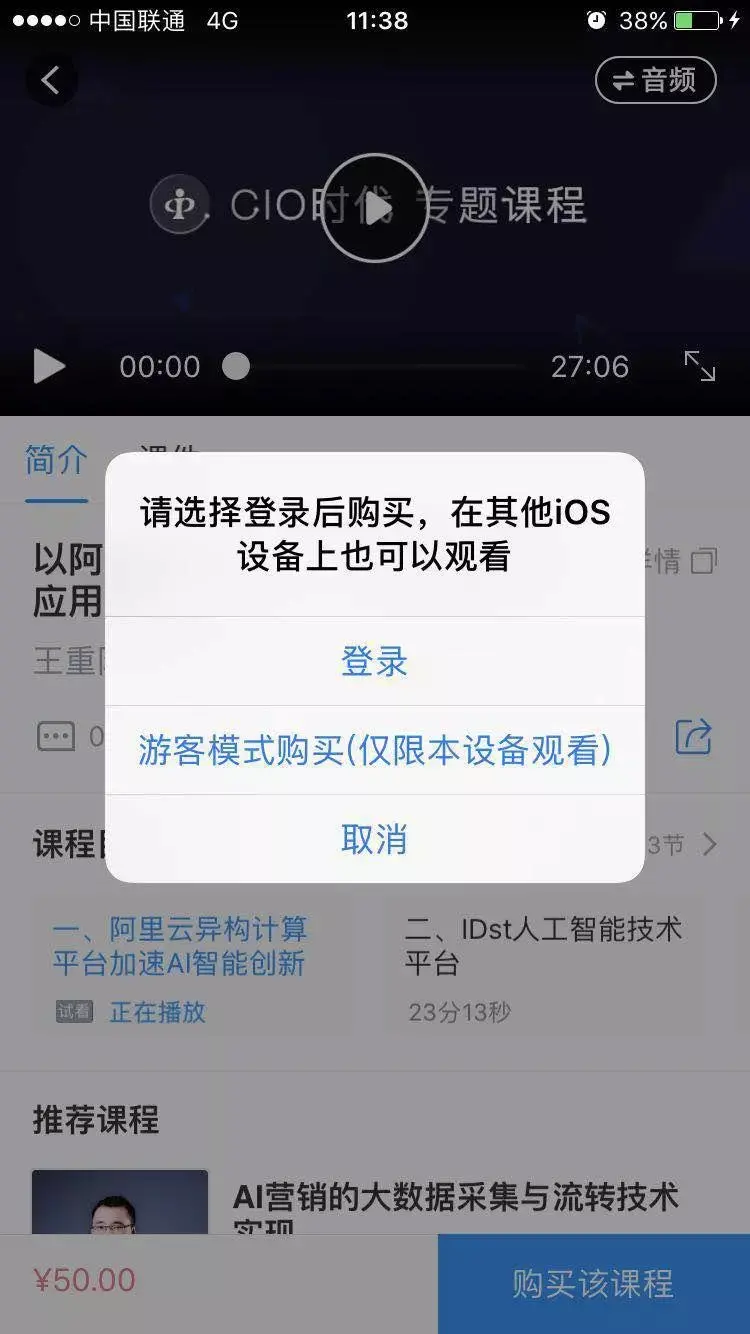 中国联通 4G 11:38 38%
音频
CIO时代 专题课程
00:00 27:06
简介 课件
请选择登录后购买，在其他iOS
设备上也可以观看
以阿
应用
详情
王重
登录
0
游客模式购买(仅限本设备观看)
取消
课程
3节
一、阿里云异构计算
平台加速AI智能创新
试看 正在播放
二、IDst人工智能技术
平台
23分13秒
推荐课程
AI营销的大数据采集与流转技术
实现
¥50.00
购买该课程